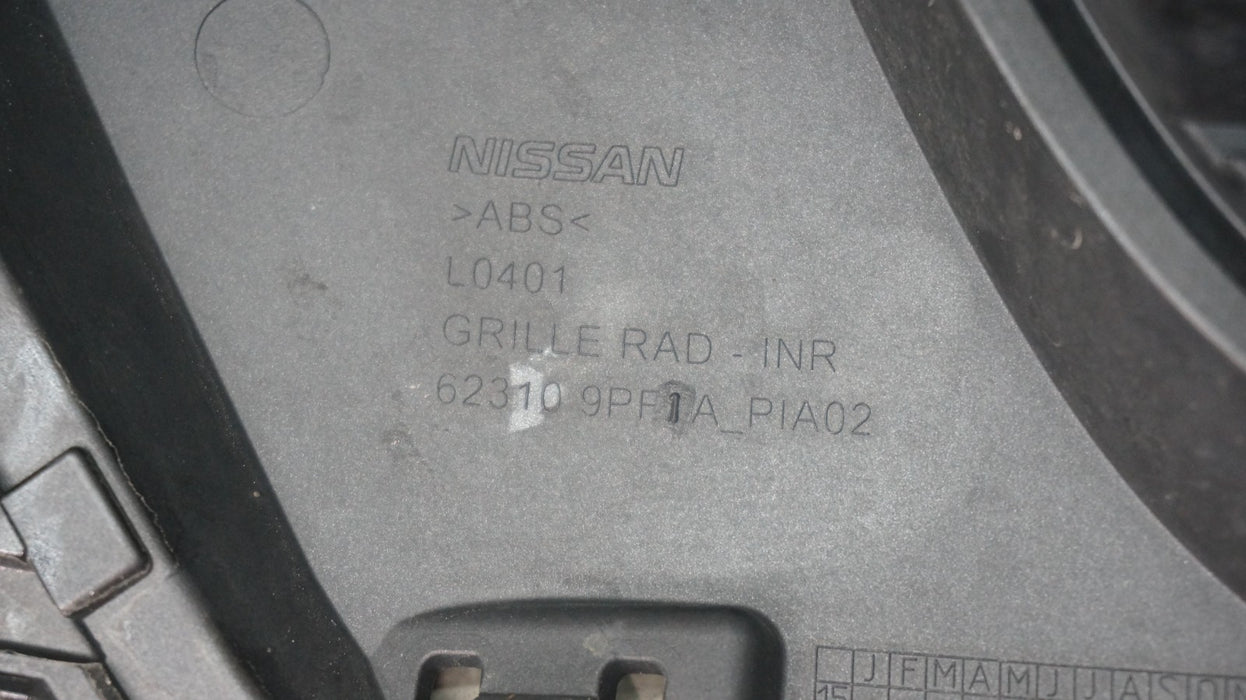 NISSAN
>ABS<
L0401
GRILLE RAD - INR
62310 9PF1A_PIA02
J F M A M J J A S O
15